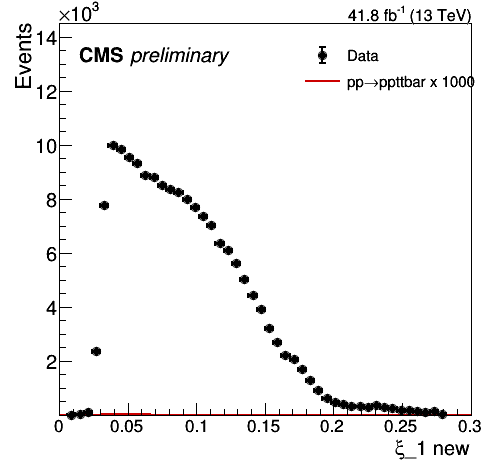 ×10³
41.8 fb⁻¹ (13 TeV)
Events
CMS preliminary
Data
pp→ppttbar x 1000
14
12
10
8
6
4
2
0 0.05 0.1 0.15 0.2 0.25 0.3
ξ_1 new